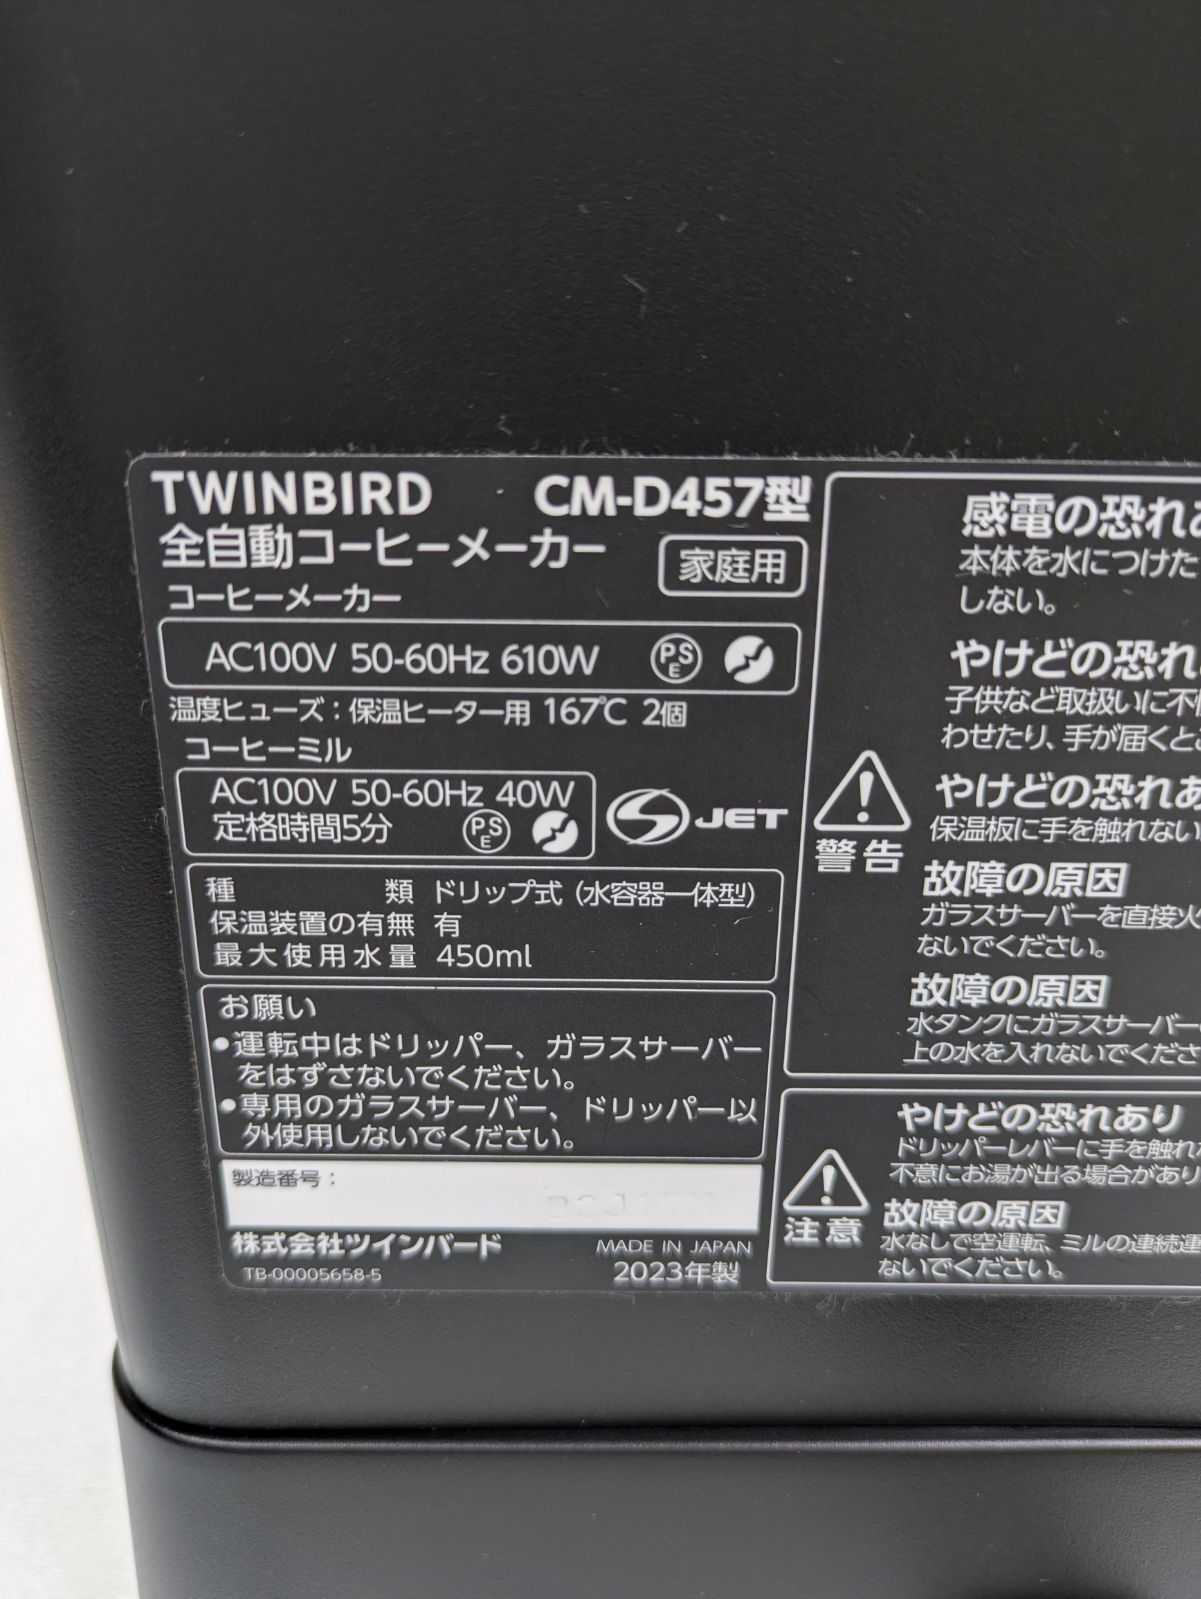 TWINBIRD CM-D457型
全自動コーヒーメーカー 家庭用
コーヒーメーカー
AC100V 50-60Hz 610W PSE
温度ヒューズ：保温ヒーター用 167℃ 2個
コーヒーミル
AC100V 50-60Hz 40W
定格時間5分 PSE
S JET
種類 ドリップ式（水容器一体型）
保温装置の有無 有
最大使用水量 450ml
お願い
●運転中はドリッパー、ガラスサーバー
をはずさないでください。
●専用のガラスサーバー、ドリッパー以
外使用しないでください。
製造番号：
株式会社ツインバード MADE IN JAPAN
TB-00005658-5 2023年製
警告
感電の恐れ
本体を水につけた
しない。
やけどの恐れ
子供など取扱いに不
わせたり、手が届くと
やけどの恐れあ
保温板に手を触れない
故障の原因
ガラスサーバーを直接火
ないでください。
故障の原因
水タンクにガラスサーバー
上の水を入れないでくださ
注意
やけどの恐れあり
ドリッパーレバーに手を触れ
不意にお湯が出る場合があり
故障の原因
水なしで空運転、ミルの連続運
ないでください。